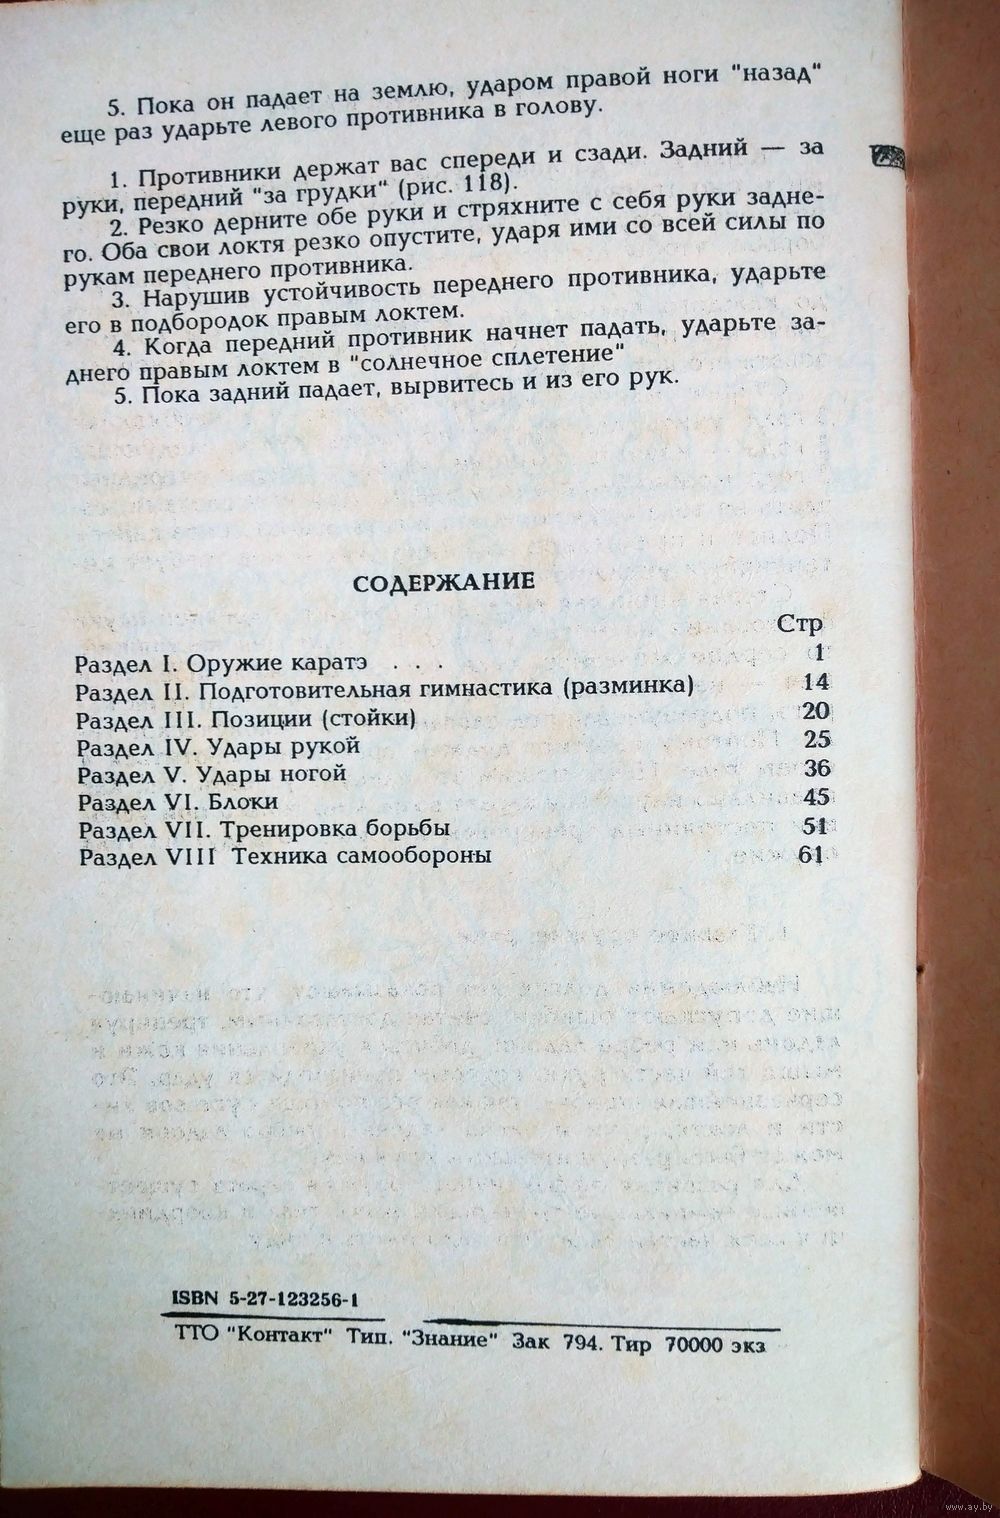 5. Пока он падает на землю, ударом правой ноги "назад"
еще раз ударьте левого противника в голову.
1. Противники держат вас спереди и сзади. Задний — за
руки, передний "за грудки" (рис. 118).
2. Резко дерните обе руки и стряхните с себя руки задне-
го. Оба свои локтя резко опустите, ударя ими со всей силы по
рукам переднего противника.
3. Нарушив устойчивость переднего противника, ударьте
его в подбородок правым локтем.
4. Когда передний противник начнет падать, ударьте за-
днего правым локтем в "солнечное сплетение"
5. Пока задний падает, вырвитесь и из его рук.
СОДЕРЖАНИЕ
Стр
Раздел I. Оружие каратэ . . . 1
Раздел II. Подготовительная гимнастика (разминка) 14
Раздел III. Позиции (стойки) 20
Раздел IV. Удары рукой 25
Раздел V. Удары ногой 36
Раздел VI. Блоки 45
Раздел VII. Тренировка борьбы 51
Раздел VIII Техника самообороны 61
ISBN 5-27-123256-1
ТТО "Контакт" Тип. "Знание" Зак 794. Тир 70000 экз
www.ay.by